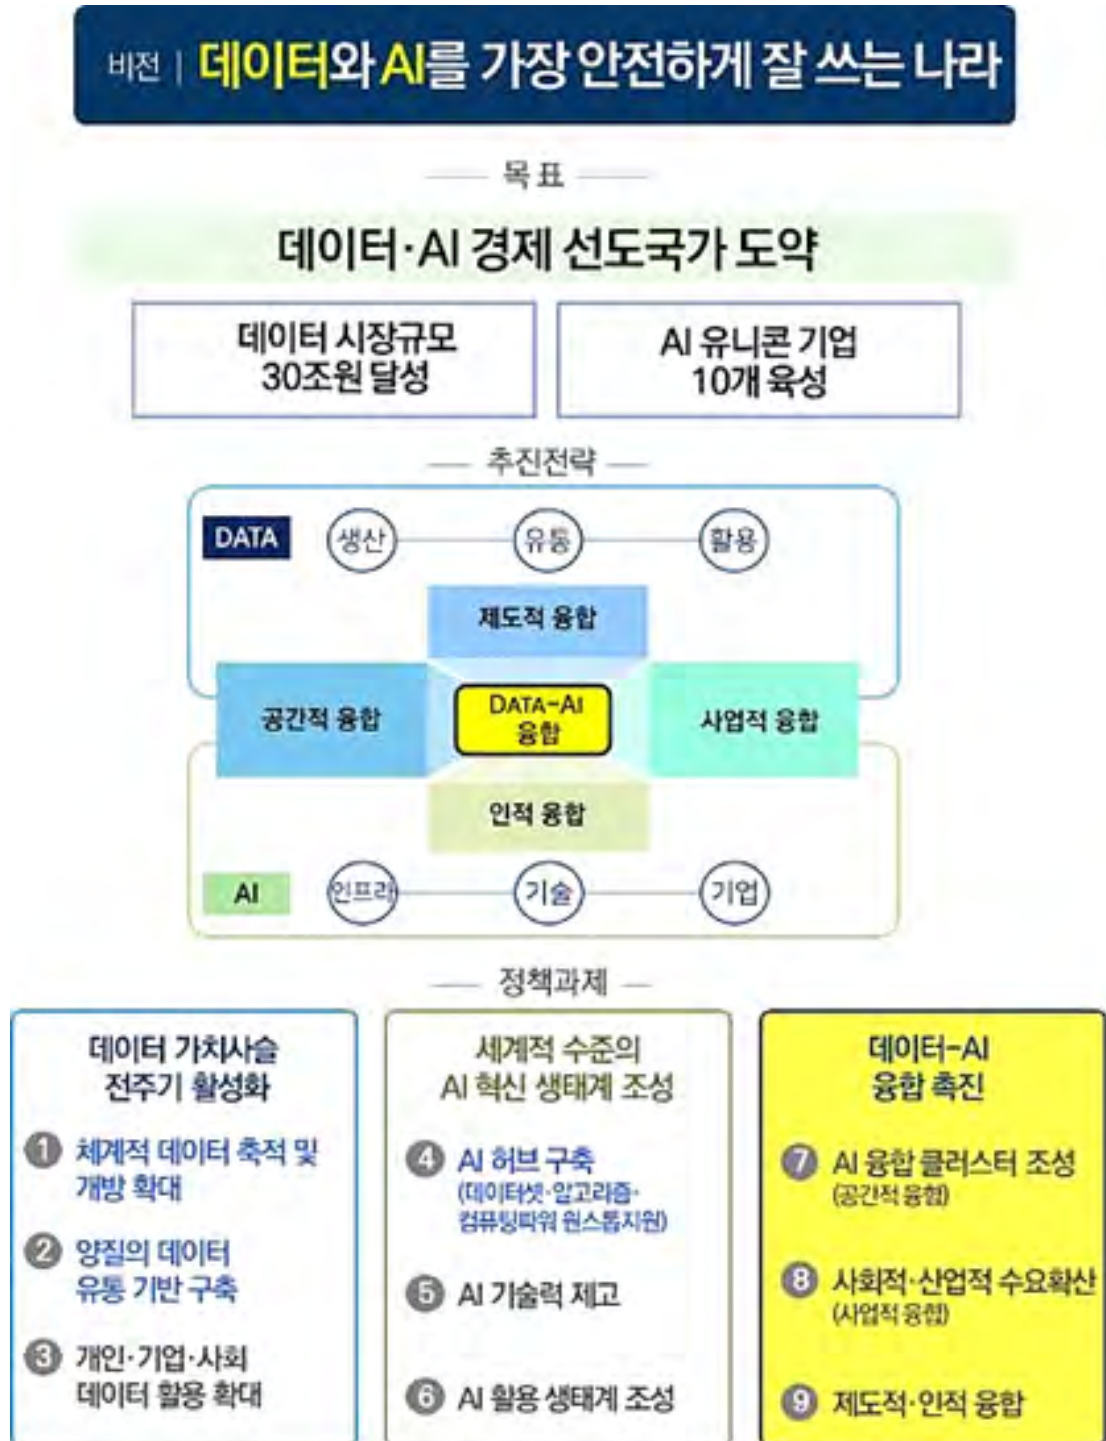 비전 | 데이터와 AI를 가장 안전하게 잘 쓰는 나라
목표
데이터·AI 경제 선도국가 도약
데이터 시장규모
30조원 달성
AI 유니콘 기업
10개 육성
추진전략
DATA
생산
유통
활용
제도적 융합
공간적 융합
DATA-AI
융합
사업적 융합
인적 융합
AI
인프라
기술
기업
정책과제
데이터 가치사슬
전주기 활성화
1 체계적 데이터 축적 및
개방 확대
2 양질의 데이터
유통 기반 구축
3 개인·기업·사회
데이터 활용 확대
세계적 수준의
AI 혁신 생태계 조성
4 AI 허브 구축
(데이터셋·알고리즘·
컴퓨팅파워 원스톱지원)
5 AI 기술력 제고
6 AI 활용 생태계 조성
데이터-AI
융합 촉진
7 AI 융합 클러스터 조성
(공간적 융합)
8 사회적·산업적 수요확산
(사업적 융합)
9 제도적·인적 융합